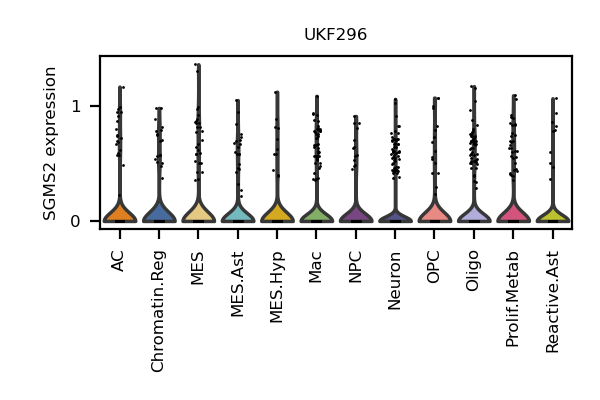 UKF296
SGMS2 expression
1
0
AC
Chromatin.Reg
MES
MES.Ast
MES.Hyp
Mac
NPC
Neuron
OPC
Oligo
Prolif.Metab
Reactive.Ast